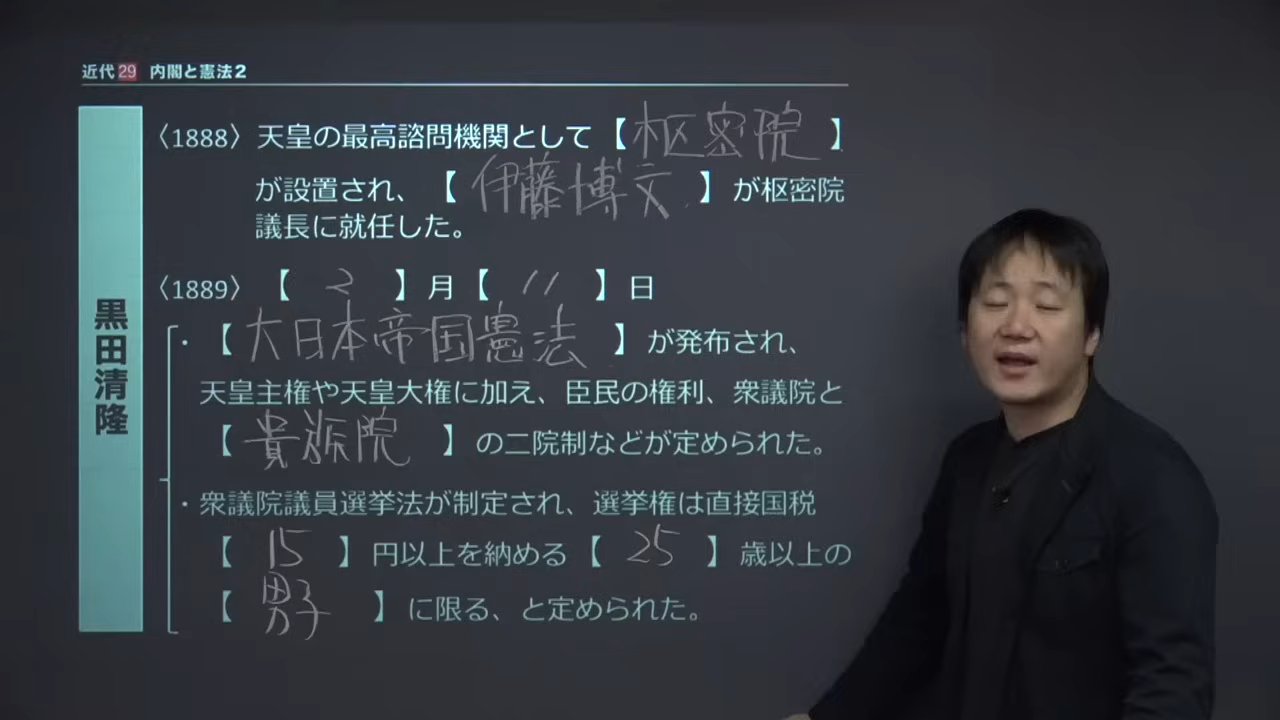 近代29 内閣と憲法2
黒田清隆
〈1888〉天皇の最高諮問機関として【枢密院】
が設置され、【伊藤博文】が枢密院
議長に就任した。
〈1889〉【2】月【11】日
・【大日本帝国憲法】が発布され、
天皇主権や天皇大権に加え、臣民の権利、衆議院と
【貴族院】の二院制などが定められた。
・衆議院議員選挙法が制定され、選挙権は直接国税
【15】円以上を納める【25】歳以上の
【男子】に限る、と定められた。